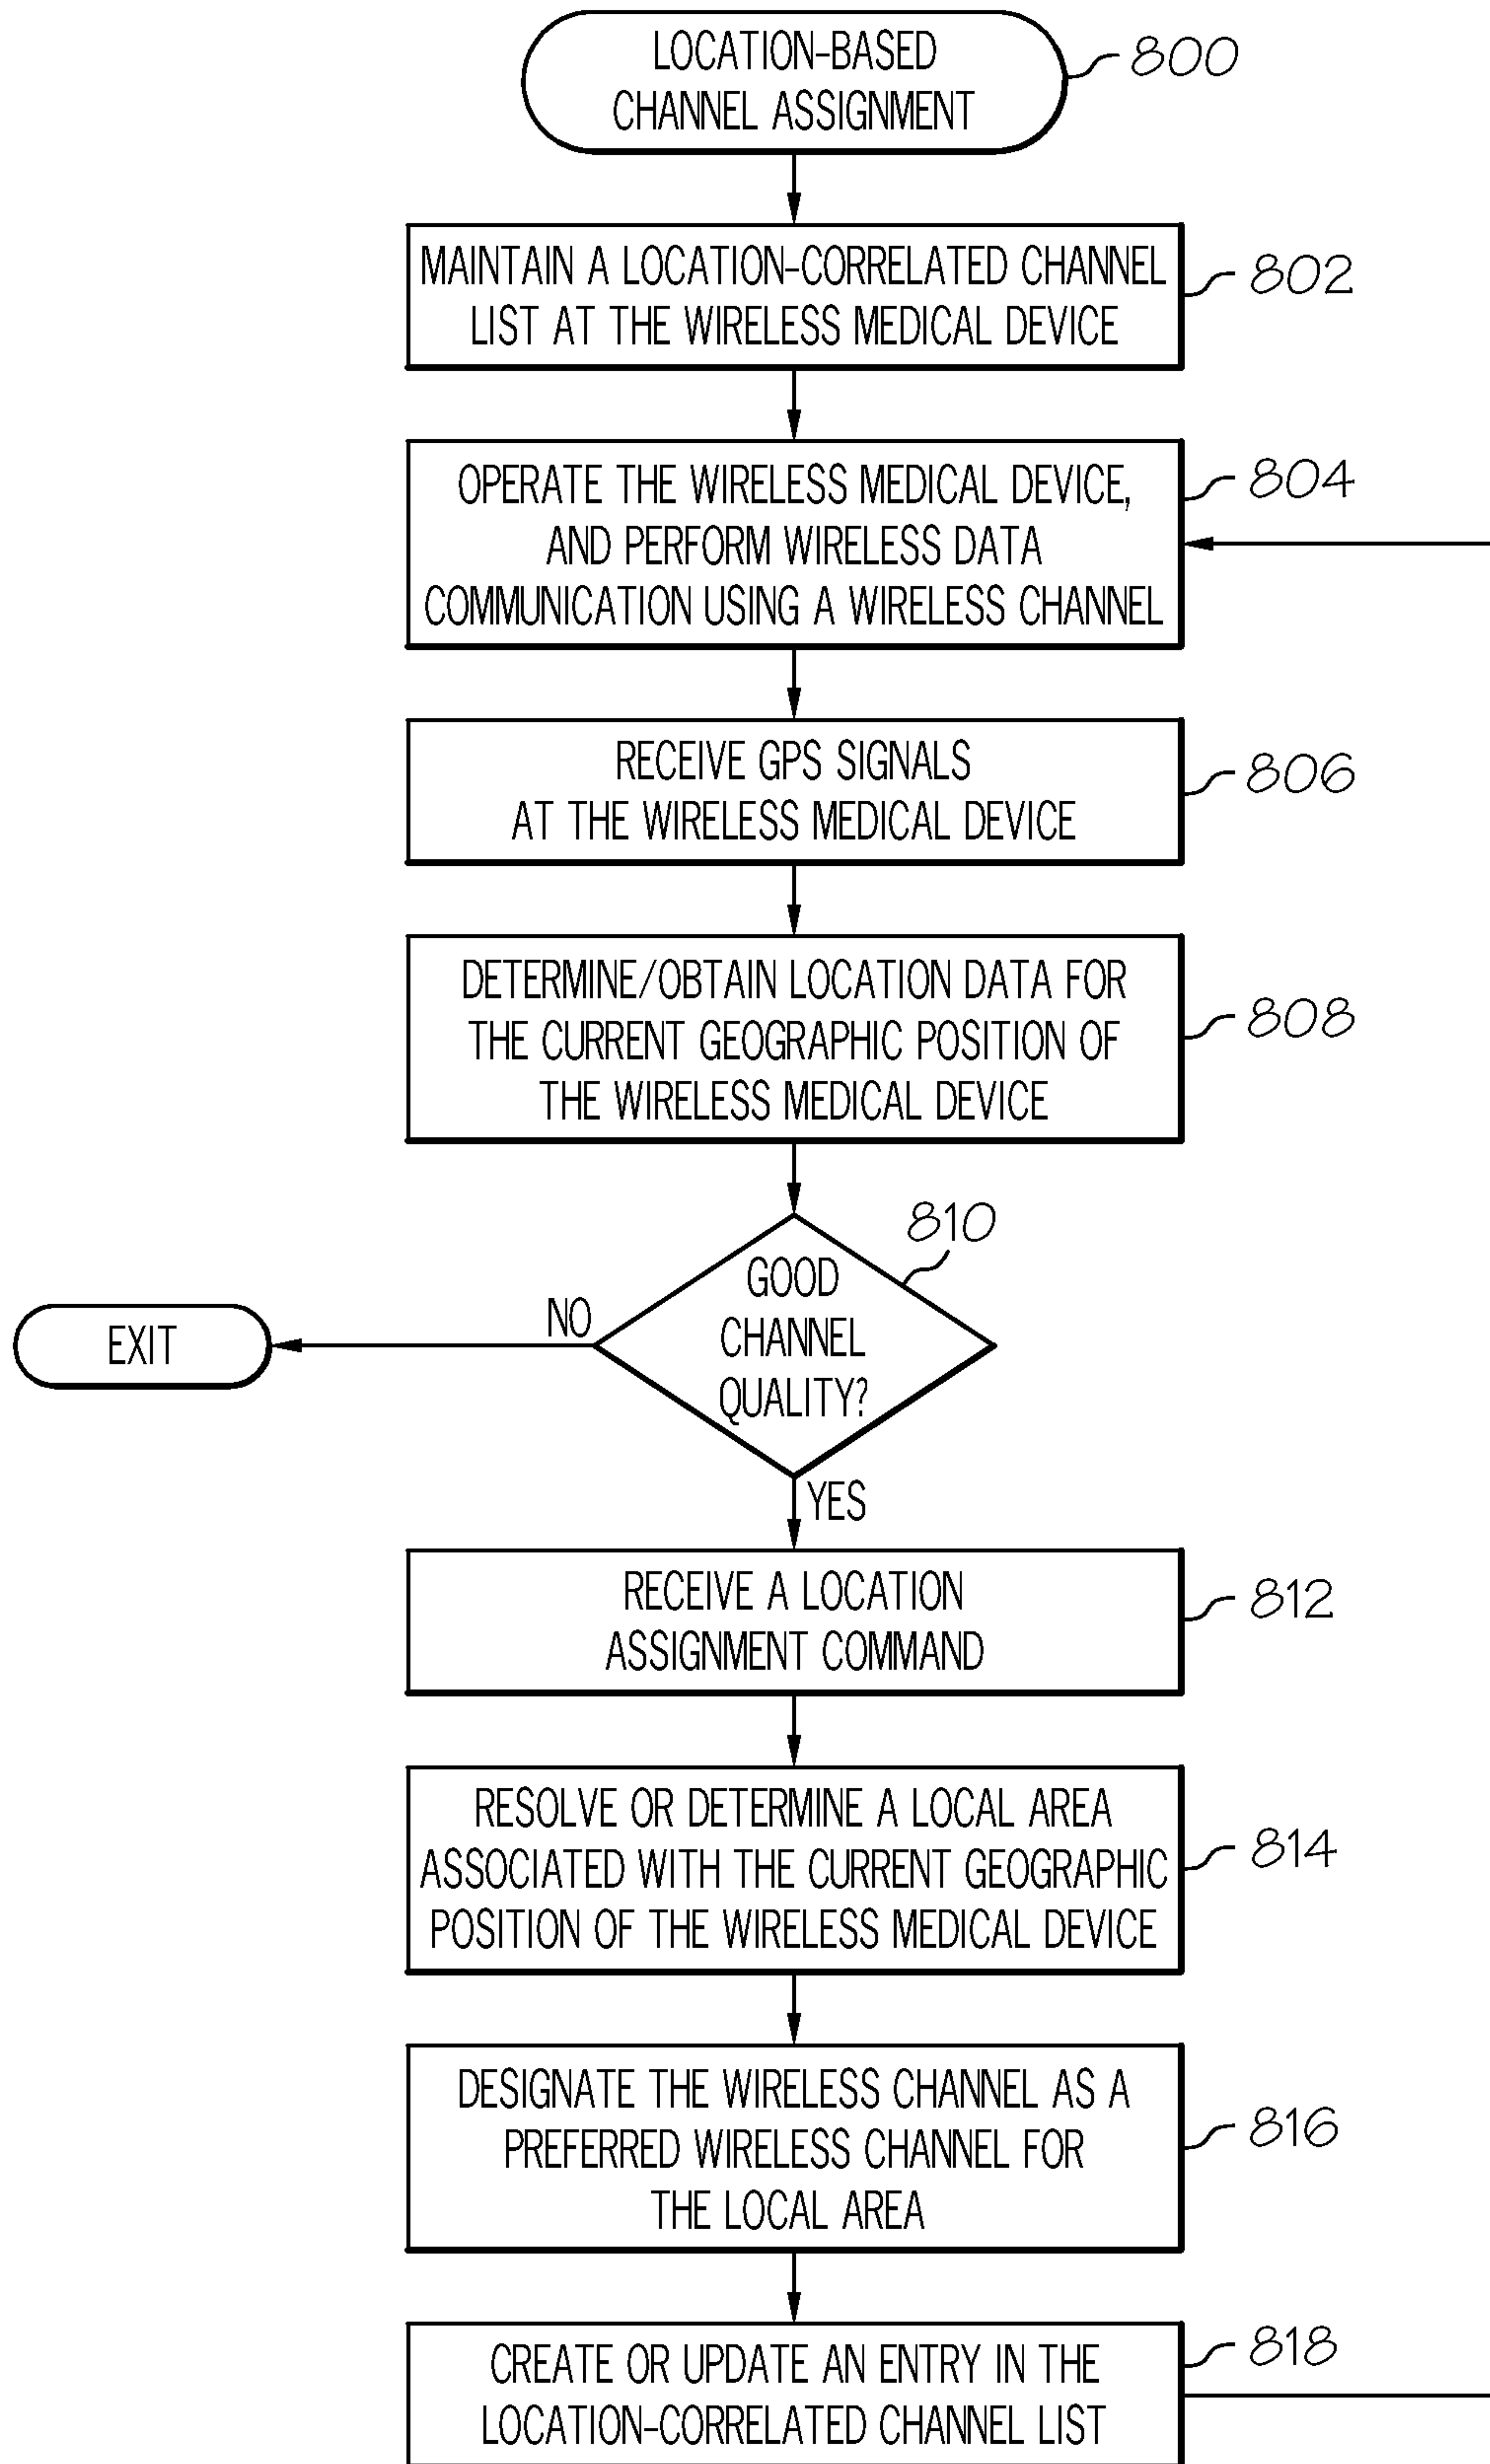 LOCATION-BASED
CHANNEL ASSIGNMENT
800
MAINTAIN A LOCATION-CORRELATED CHANNEL
LIST AT THE WIRELESS MEDICAL DEVICE
802
OPERATE THE WIRELESS MEDICAL DEVICE,
AND PERFORM WIRELESS DATA
COMMUNICATION USING A WIRELESS CHANNEL
804
RECEIVE GPS SIGNALS
AT THE WIRELESS MEDICAL DEVICE
806
DETERMINE/OBTAIN LOCATION DATA FOR
THE CURRENT GEOGRAPHIC POSITION OF
THE WIRELESS MEDICAL DEVICE
808
810
GOOD
CHANNEL
QUALITY?
NO
EXIT
YES
RECEIVE A LOCATION
ASSIGNMENT COMMAND
812
RESOLVE OR DETERMINE A LOCAL AREA
ASSOCIATED WITH THE CURRENT GEOGRAPHIC
POSITION OF THE WIRELESS MEDICAL DEVICE
814
DESIGNATE THE WIRELESS CHANNEL AS A
PREFERRED WIRELESS CHANNEL FOR
THE LOCAL AREA
816
CREATE OR UPDATE AN ENTRY IN THE
LOCATION-CORRELATED CHANNEL LIST
818